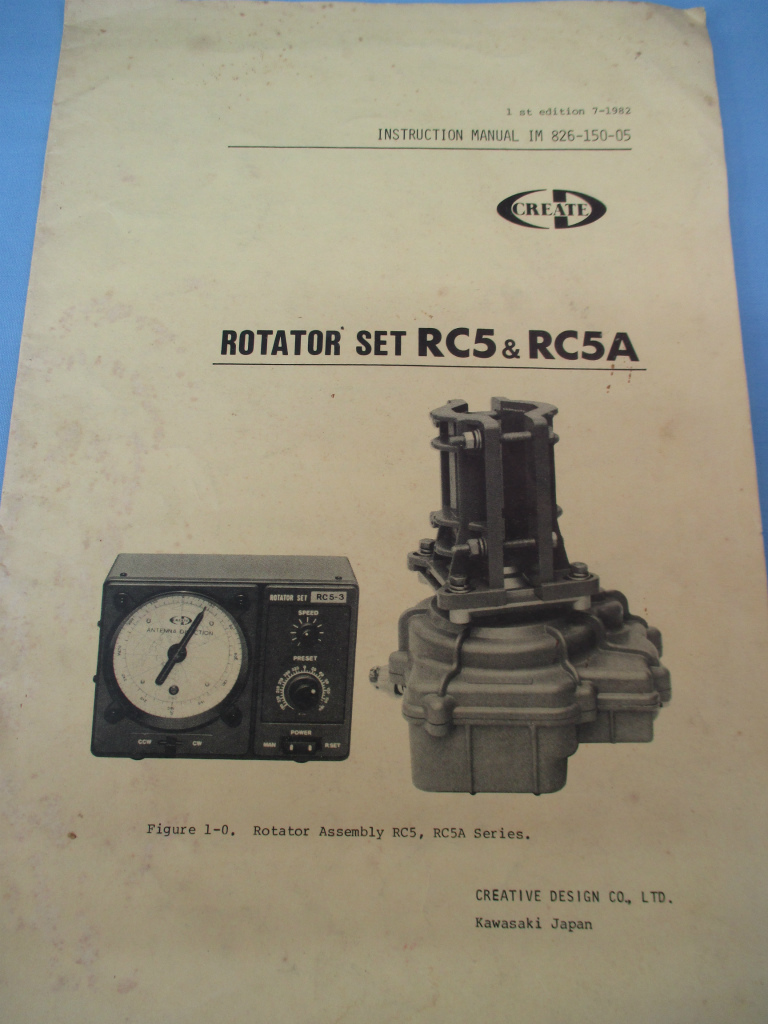 1 st edition 7-1982
INSTRUCTION MANUAL IM 826-150-05
CREATE
ROTATOR SET RC5 & RC5A
ANTENNA DIRECTION
ROTATOR SET RC5-3
SPEED
PRESET
POWER
MAN P.SET
CCW CW
Figure 1-0. Rotator Assembly RC5, RC5A Series.
CREATIVE DESIGN CO., LTD.
Kawasaki Japan